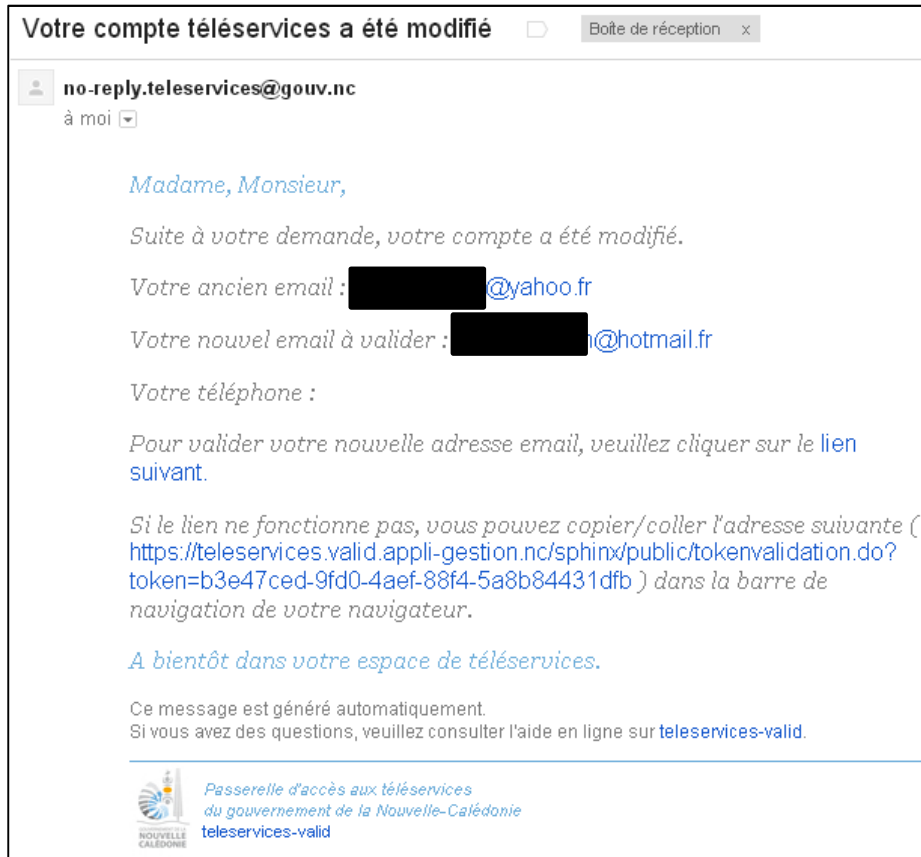 Votre compte téléservices a été modifié
Boîte de réception x
no-reply.teleservices@gouv.nc
à moi
Madame, Monsieur,
Suite à votre demande, votre compte a été modifié.
Votre ancien email : @yahoo.fr
Votre nouvel email à valider : @hotmail.fr
Votre téléphone :
Pour valider votre nouvelle adresse email, veuillez cliquer sur le lien
suivant.
Si le lien ne fonctionne pas, vous pouvez copier/coller l'adresse suivante (
https://teleservices.valid.appli-gestion.nc/sphinx/public/tokenvalidation.do?
token=b3e47ced-9fd0-4aef-88f4-5a8b84431dfb ) dans la barre de
navigation de votre navigateur.
A bientôt dans votre espace de téléservices.
Ce message est généré automatiquement.
Si vous avez des questions, veuillez consulter l'aide en ligne sur teleservices-valid.
Passerelle d'accès aux téléservices
du gouvernement de la Nouvelle-Calédonie
teleservices-valid
GOUVERNEMENT DE LA
NOUVELLE
CALÉDONIE